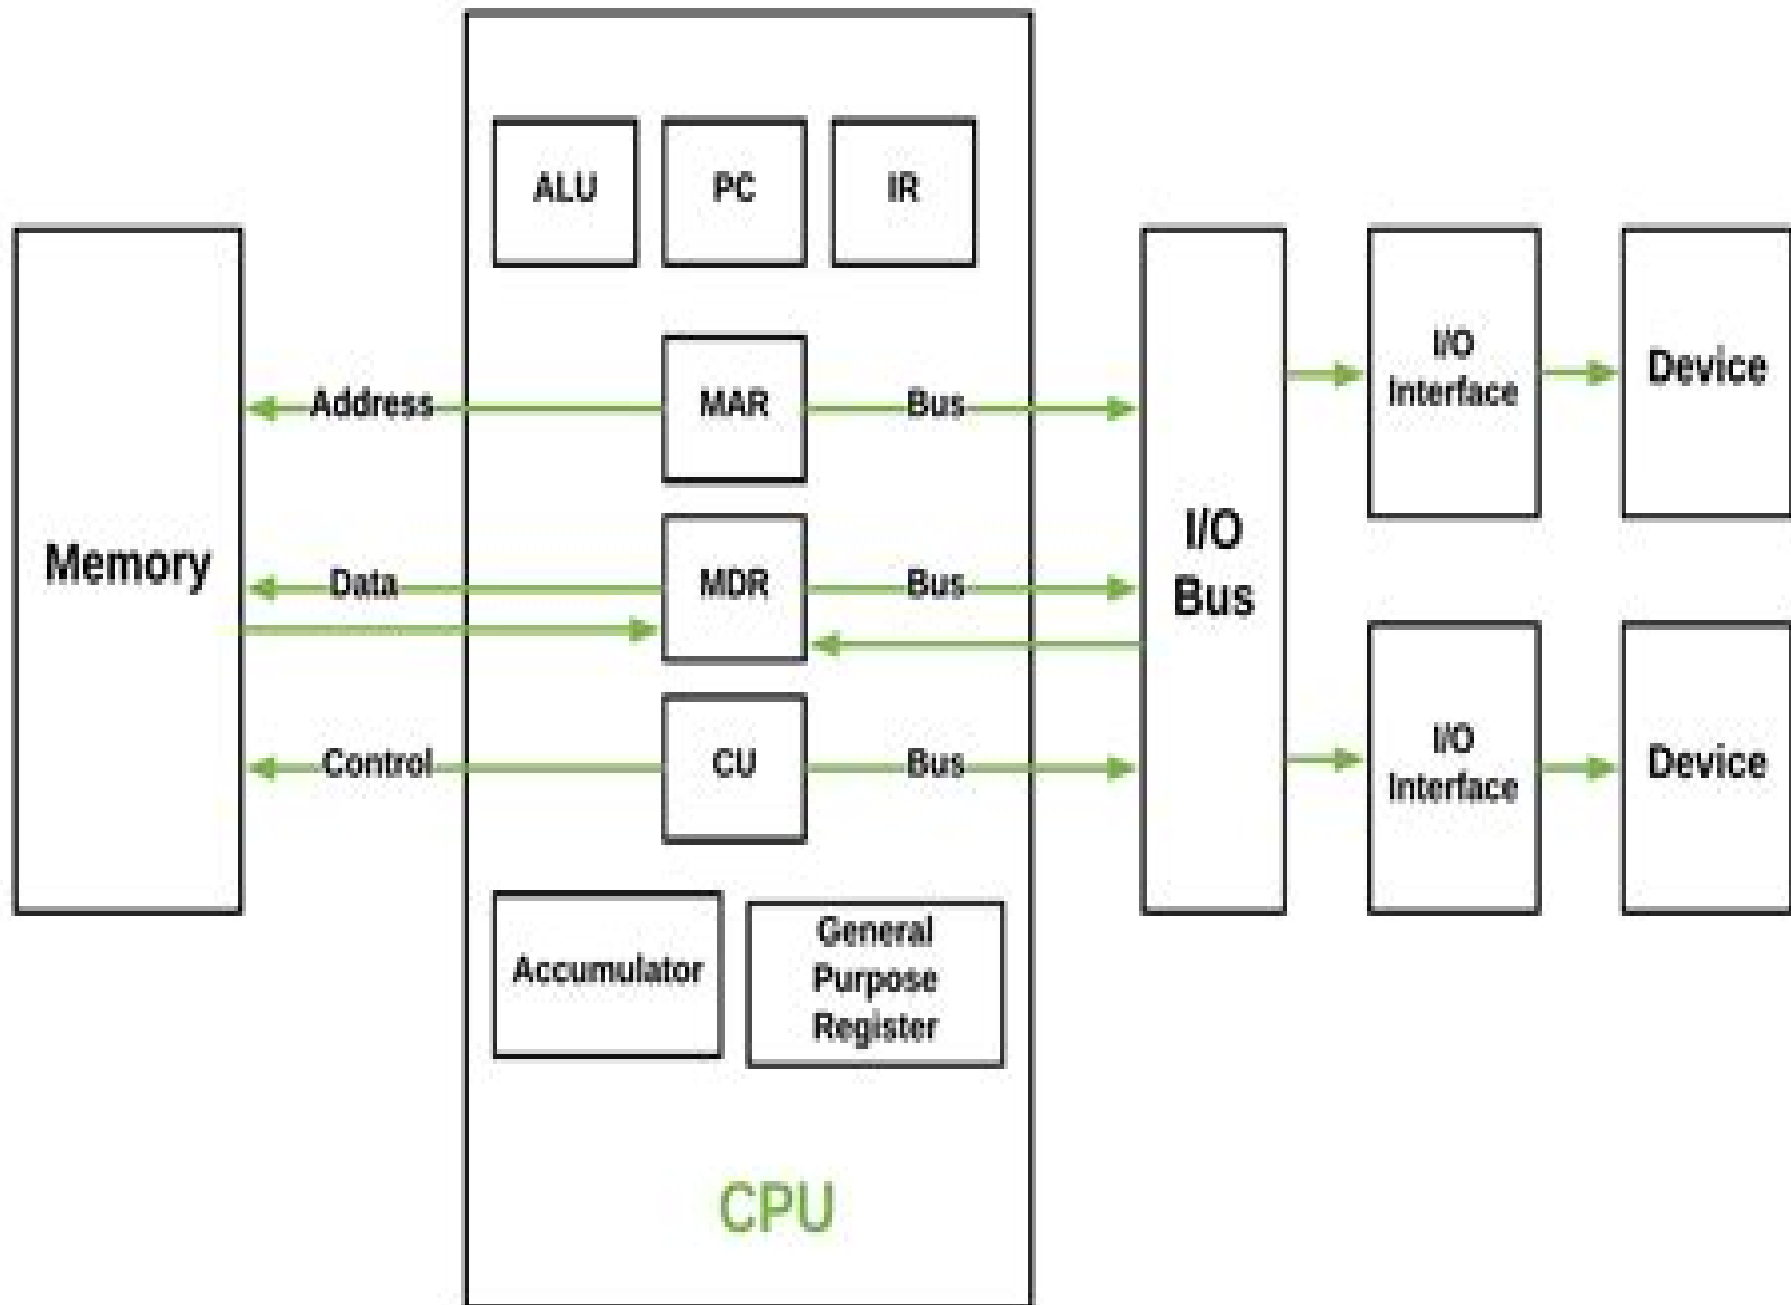 ALU
PC
IR
Memory
Address
MAR
Bus
Data
MDR
Bus
Control
CU
Bus
Accumulator
General
Purpose
Register
CPU
I/O
Bus
I/O
Interface
Device
I/O
Interface
Device